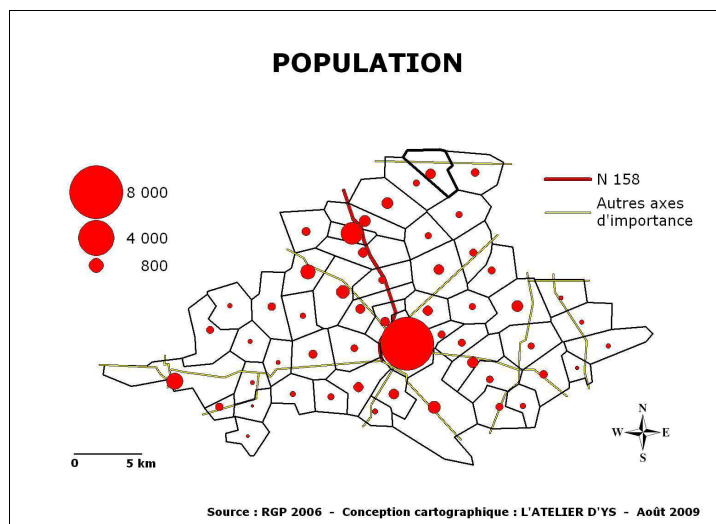 POPULATION
8 000
4 000
800
N 158
Autres axes
d'importance
N
W E
S
0 5 km
Source : RGP 2006 - Conception cartographique : L'ATELIER D'YS - Août 2009